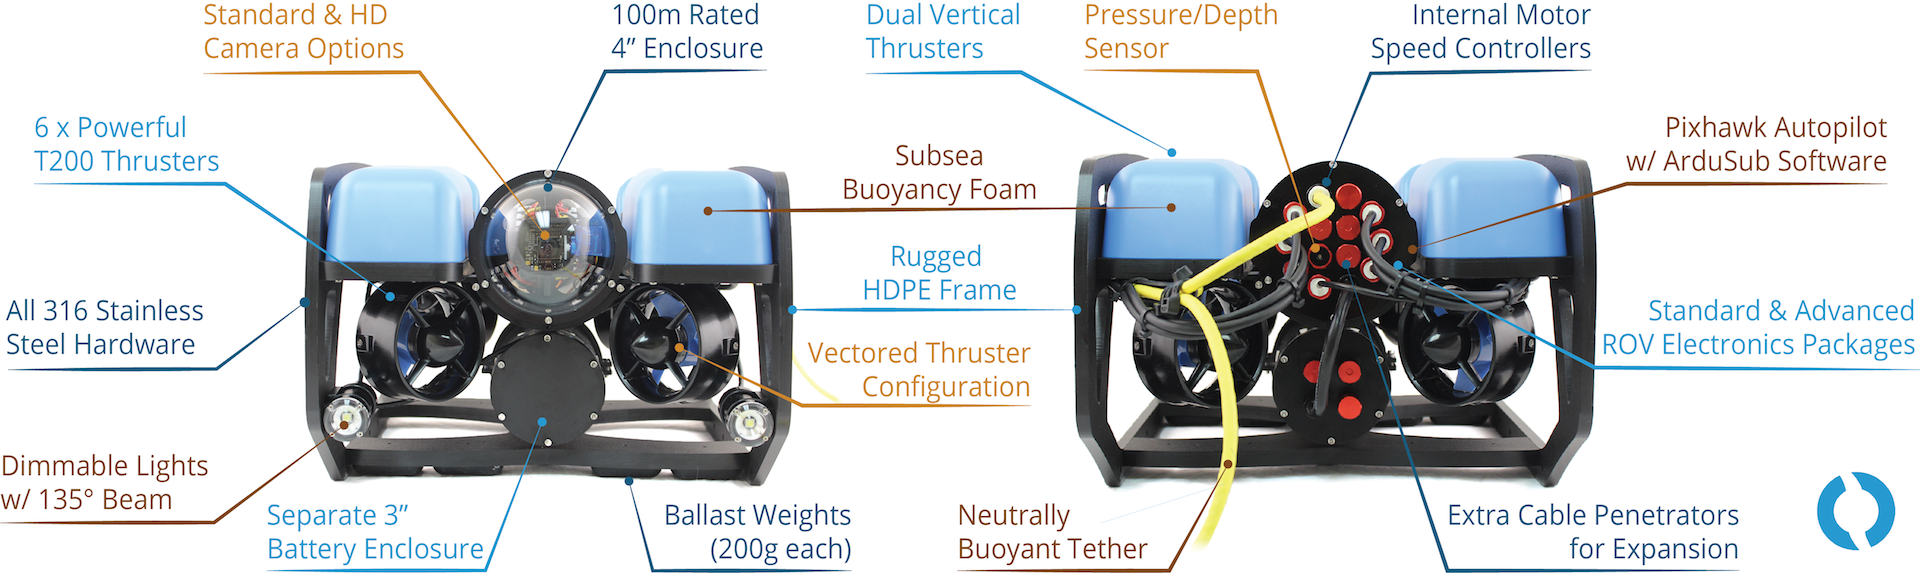 Standard & HD
Camera Options
100m Rated
4” Enclosure
Dual Vertical
Thrusters
Pressure/Depth
Sensor
Internal Motor
Speed Controllers
6 x Powerful
T200 Thrusters
Subsea
Buoyancy Foam
Pixhawk Autopilot
w/ ArduSub Software
All 316 Stainless
Steel Hardware
Rugged
HDPE Frame
Vectored Thruster
Configuration
Standard & Advanced
ROV Electronics Packages
Dimmable Lights
w/ 135° Beam
Separate 3”
Battery Enclosure
Ballast Weights
(200g each)
Neutrally
Buoyant Tether
Extra Cable Penetrators
for Expansion